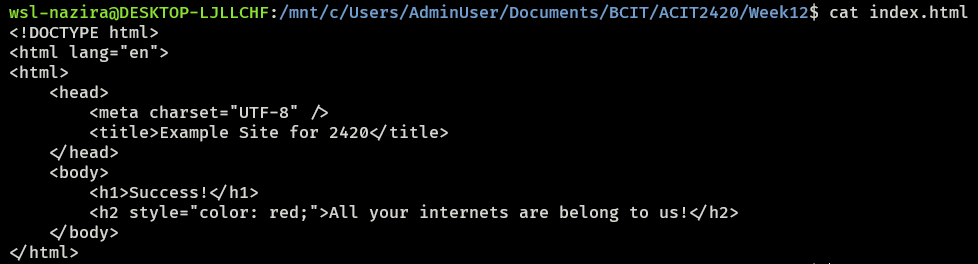 wsl-nazira@DESKTOP-LJLLCHF:/mnt/c/Users/AdminUser/Documents/BCIT/ACIT2420/Week12$ cat index.html
<!DOCTYPE html>
<html lang="en">
<html>
    <head>
        <meta charset="UTF-8" />
        <title>Example Site for 2420</title>
    </head>
    <body>
        <h1>Success!</h1>
        <h2 style="color: red;">All your internets are belong to us!</h2>
    </body>
</html>